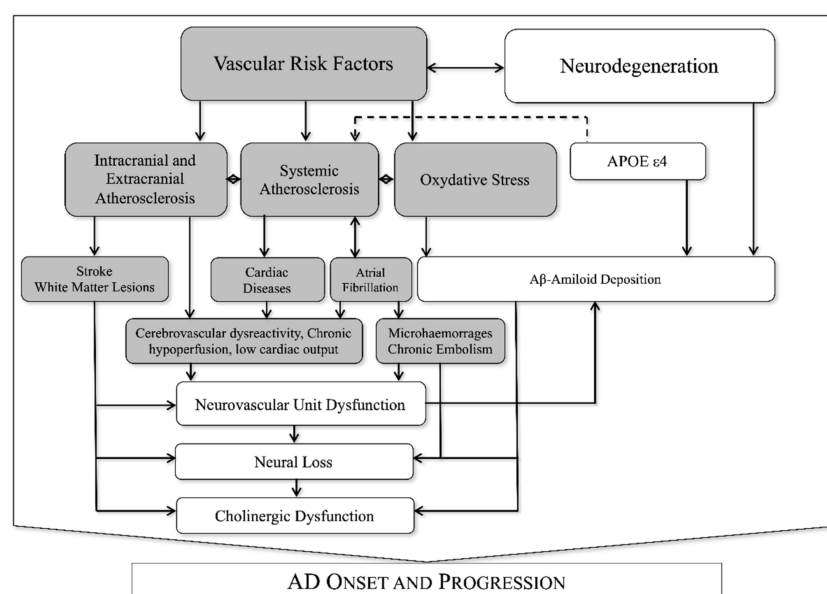 Vascular Risk Factors
Neurodegeneration
Intracranial and
Extracranial
Atherosclerosis
Systemic
Atherosclerosis
Oxydative Stress
APOE ε4
Stroke
White Matter Lesions
Cardiac
Diseases
Atrial
Fibrillation
Aβ-Amiloid Deposition
Cerebrovascular dysreactivity, Chronic
hypoperfusion, low cardiac output
Microhaemorrages
Chronic Embolism
Neurovascular Unit Dysfunction
Neural Loss
Cholinergic Dysfunction
AD ONSET AND PROGRESSION